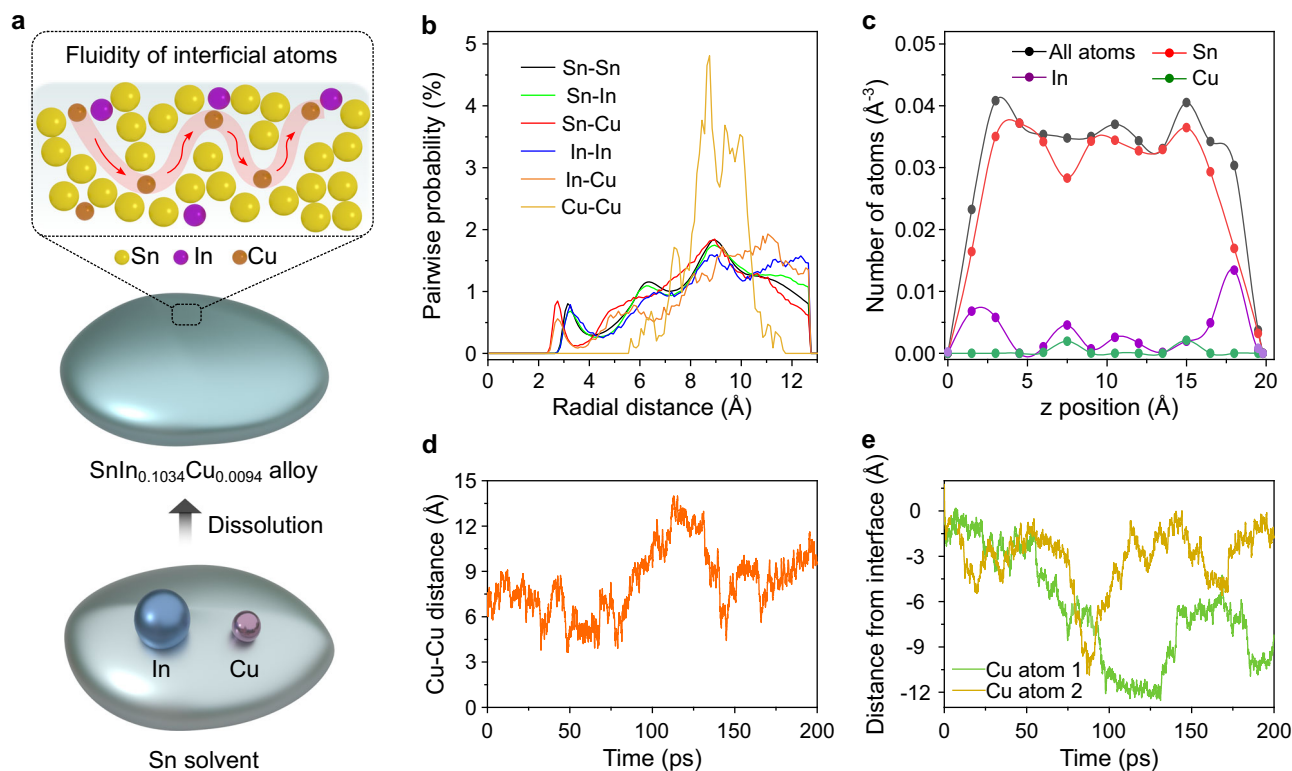 a
Fluidity of interficial atoms
Sn In Cu
SnIn0.1034Cu0.0094 alloy
Dissolution
In
Cu
Sn solvent
b
Pairwise probability (%)
5
4
3
2
1
0
Sn-Sn
Sn-In
Sn-Cu
In-In
In-Cu
Cu-Cu
0 2 4 6 8 10 12
Radial distance (Å)
c
Number of atoms (Å-3)
0.05
0.04
0.03
0.02
0.01
0.00
All atoms
Sn
In
Cu
0 5 10 15 20
z position (Å)
d
Cu-Cu distance (Å)
15
12
9
6
3
0
0 50 100 150 200
Time (ps)
e
Distance from interface (Å)
0
-3
-6
-9
-12
Cu atom 1
Cu atom 2
0 50 100 150 200
Time (ps)